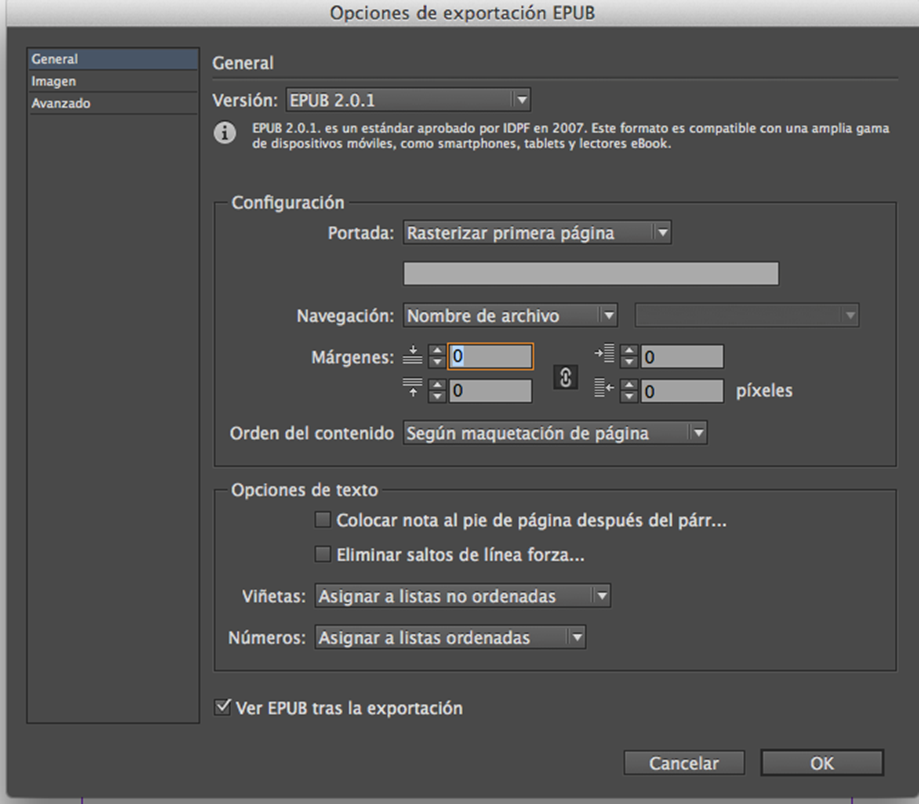 Opciones de exportación EPUB
General
Imagen
Avanzado
General
Versión: EPUB 2.0.1
EPUB 2.0.1. es un estándar aprobado por IDPF en 2007. Este formato es compatible con una amplia gama
de dispositivos móviles, como smartphones, tablets y lectores eBook.
Configuración
Portada: Rasterizar primera página
Navegación: Nombre de archivo
Márgenes: 0 0
0 0 píxeles
Orden del contenido Según maquetación de página
Opciones de texto
Colocar nota al pie de página después del párr...
Eliminar saltos de línea forza...
Viñetas: Asignar a listas no ordenadas
Números: Asignar a listas ordenadas
Ver EPUB tras la exportación
Cancelar OK